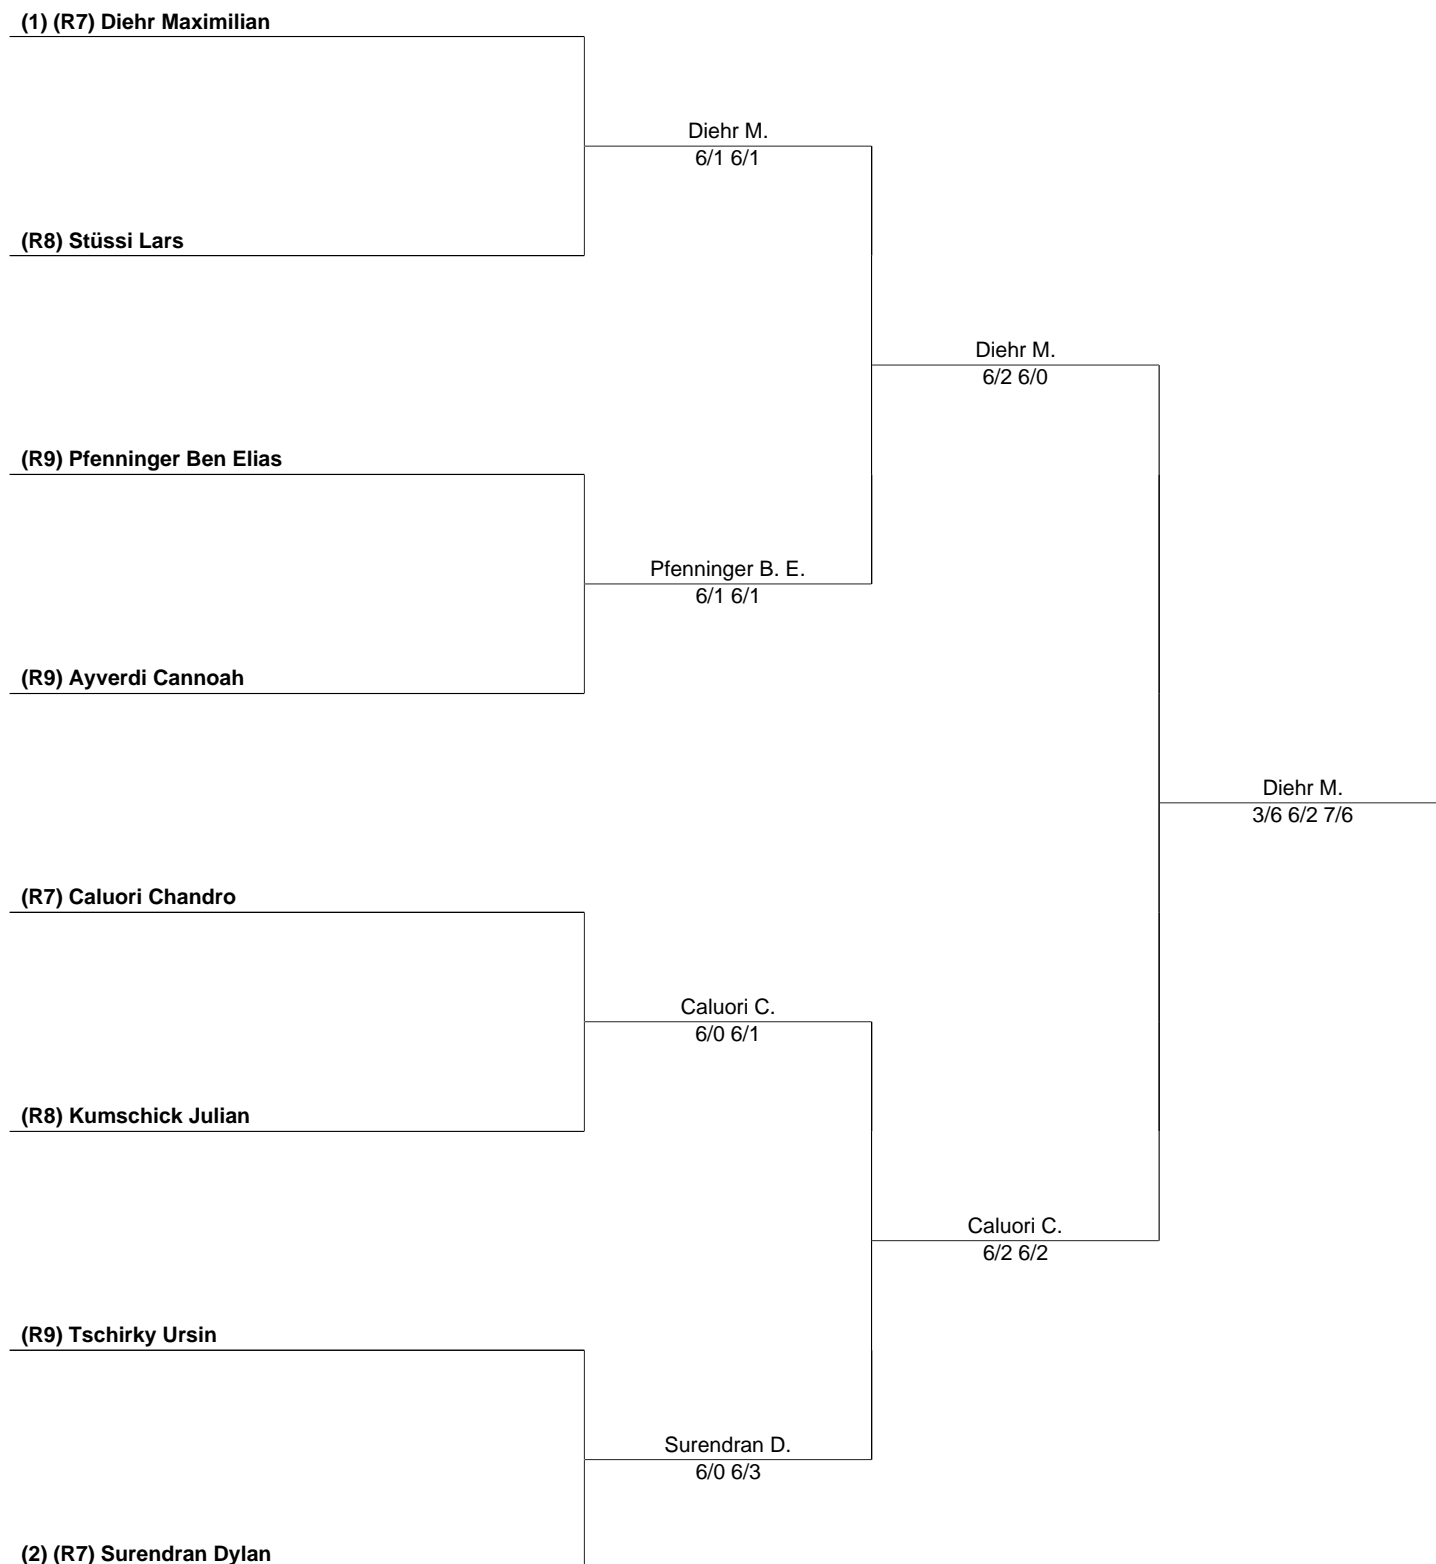 (1) (R7) Diehr Maximilian
Diehr M.
6/1 6/1
(R8) Stüssi Lars
Diehr M.
6/2 6/0
(R9) Pfenninger Ben Elias
Pfenninger B. E.
6/1 6/1
(R9) Ayverdi Cannoah
Diehr M.
3/6 6/2 7/6
(R7) Caluori Chandro
Caluori C.
6/0 6/1
(R8) Kumschick Julian
Caluori C.
6/2 6/2
(R9) Tschirky Ursin
Surendran D.
6/0 6/3
(2) (R7) Surendran Dylan